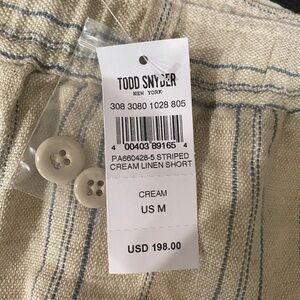 TODD SNYDER
NEW YORK
308 3080 1028 805
4 00403 89165 4
PA660428-5 STRIPED
CREAM LINEN SHORT
CREAM
US M
USD 198.00